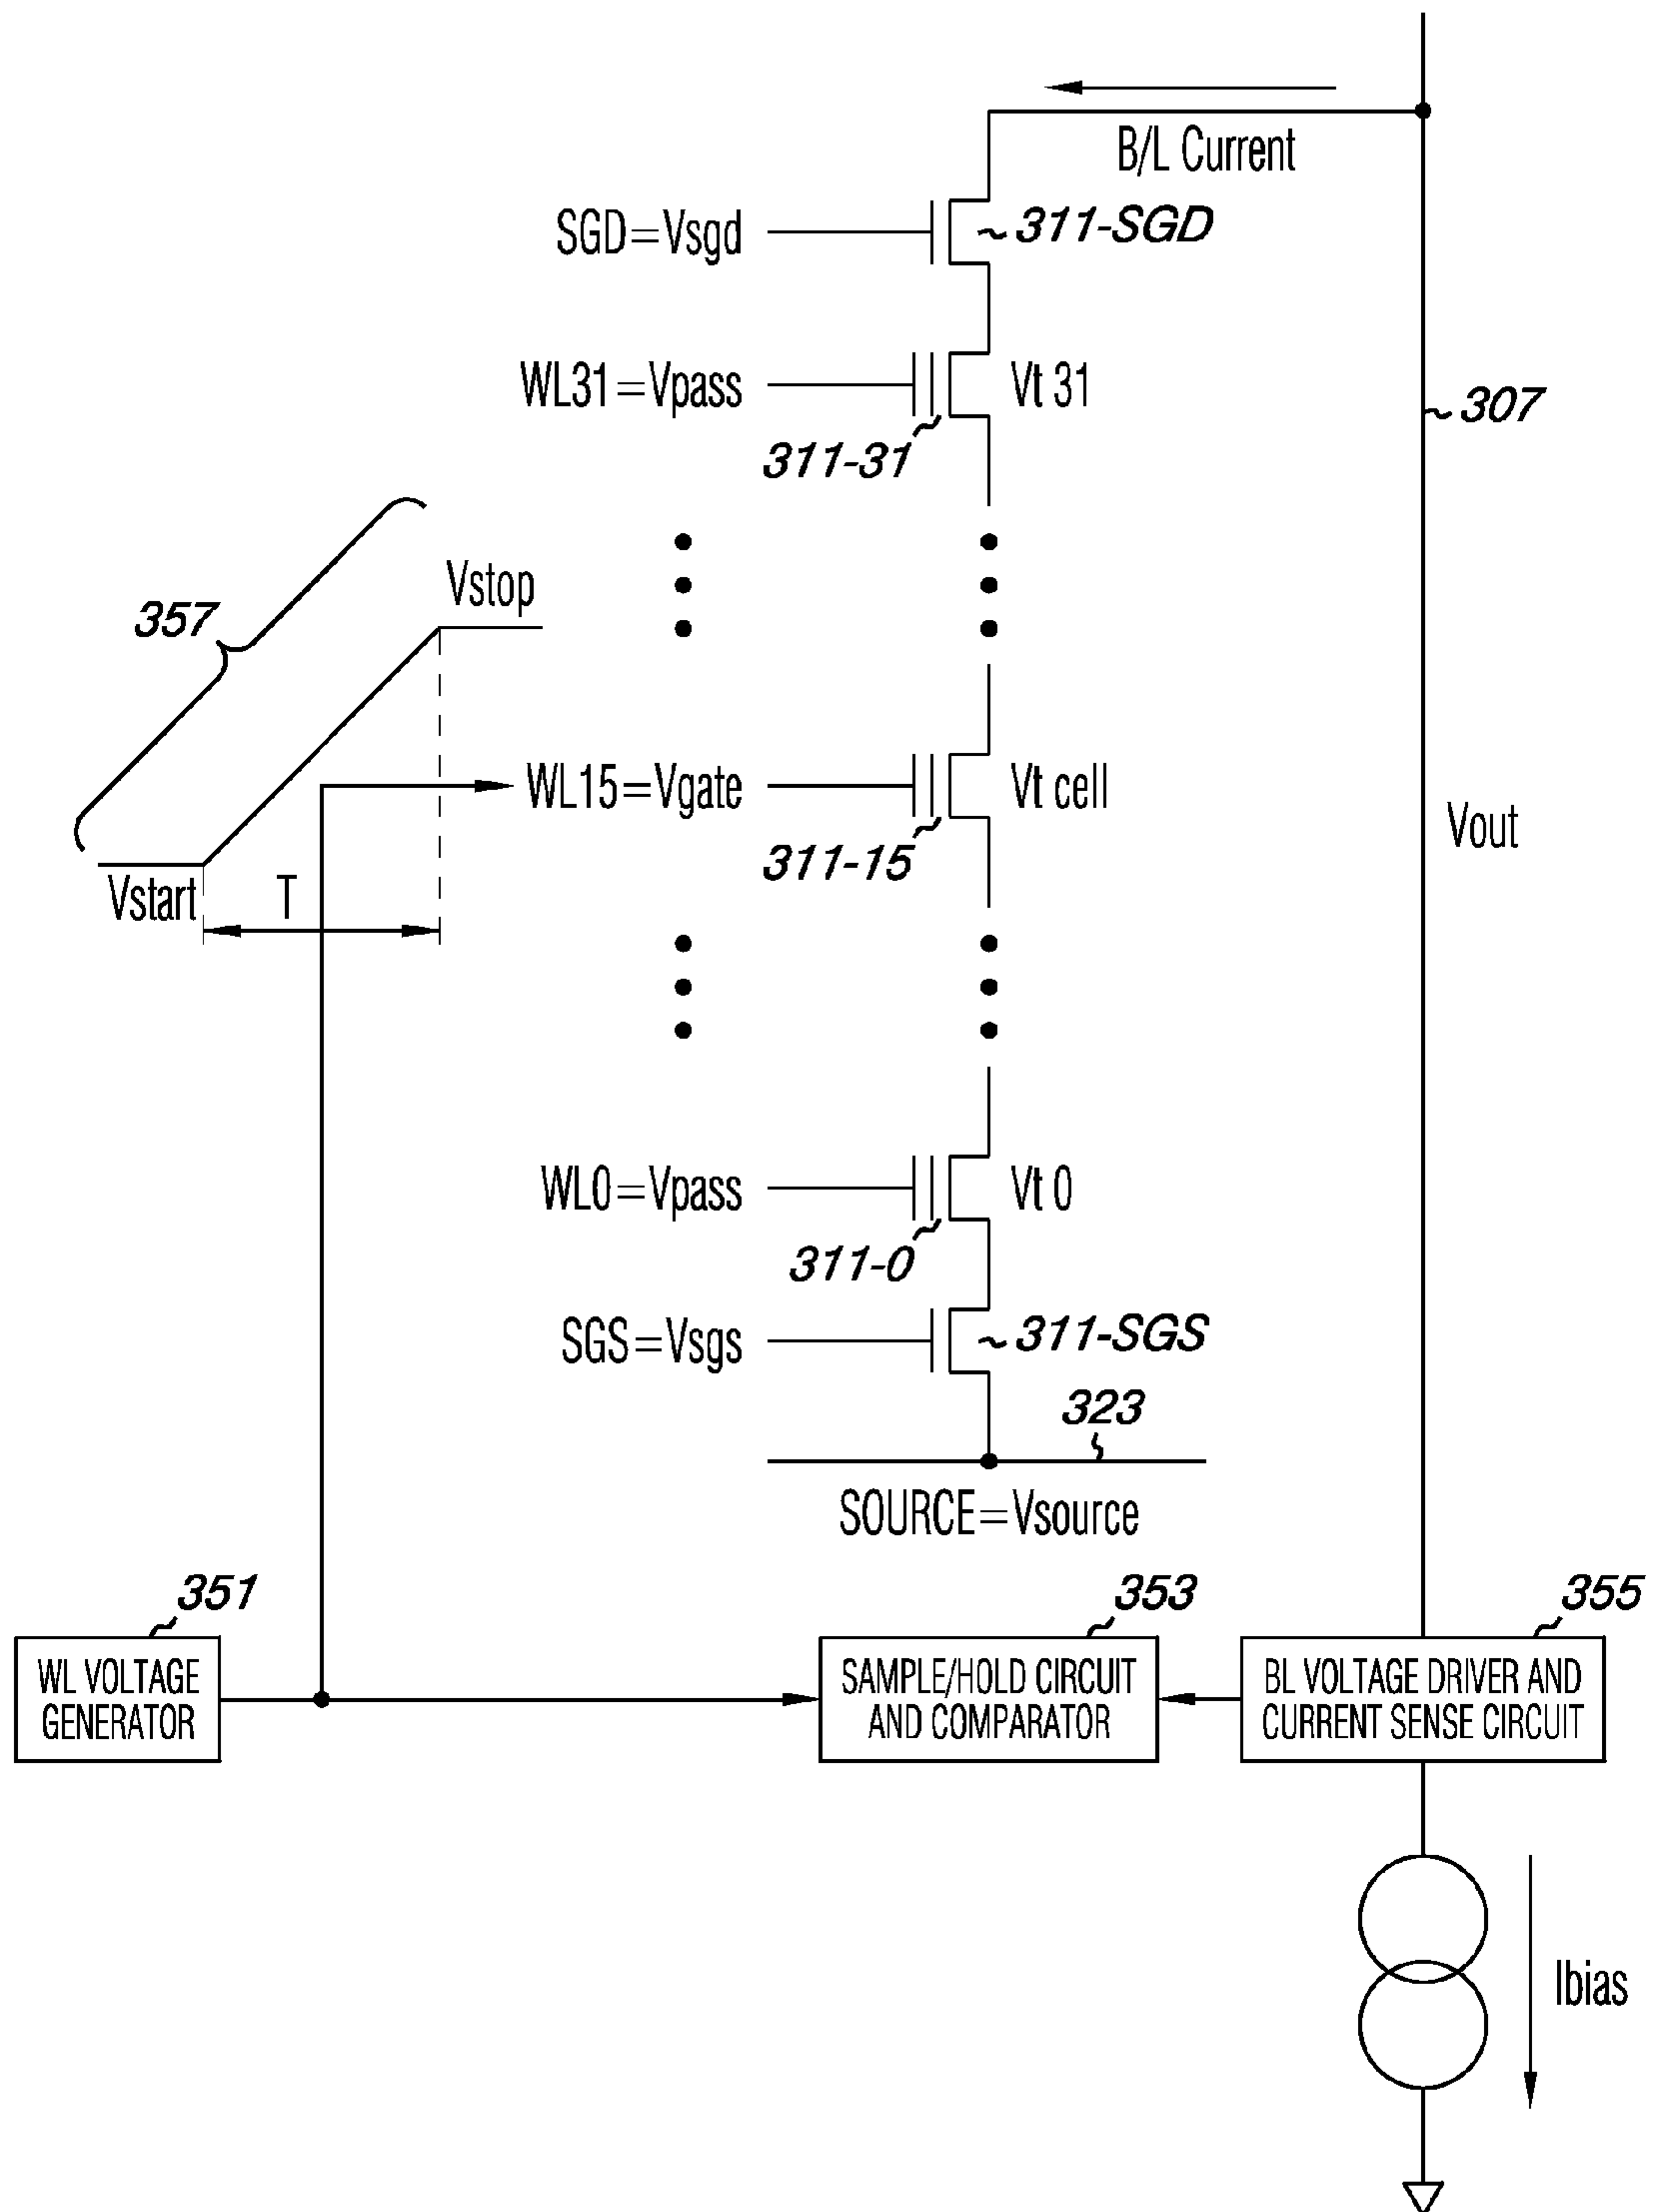 B/L Current
SGD=Vsgd
311-SGD
WL31=Vpass
Vt 31
311-31
307
Vstop
357
WL15=Vgate
Vt cell
311-15
Vout
Vstart
T
WL0=Vpass
Vt 0
311-0
SGS=Vsgs
311-SGS
323
SOURCE=Vsource
351
353
355
WL VOLTAGE
GENERATOR
SAMPLE/HOLD CIRCUIT
AND COMPARATOR
BL VOLTAGE DRIVER AND
CURRENT SENSE CIRCUIT
Ibias